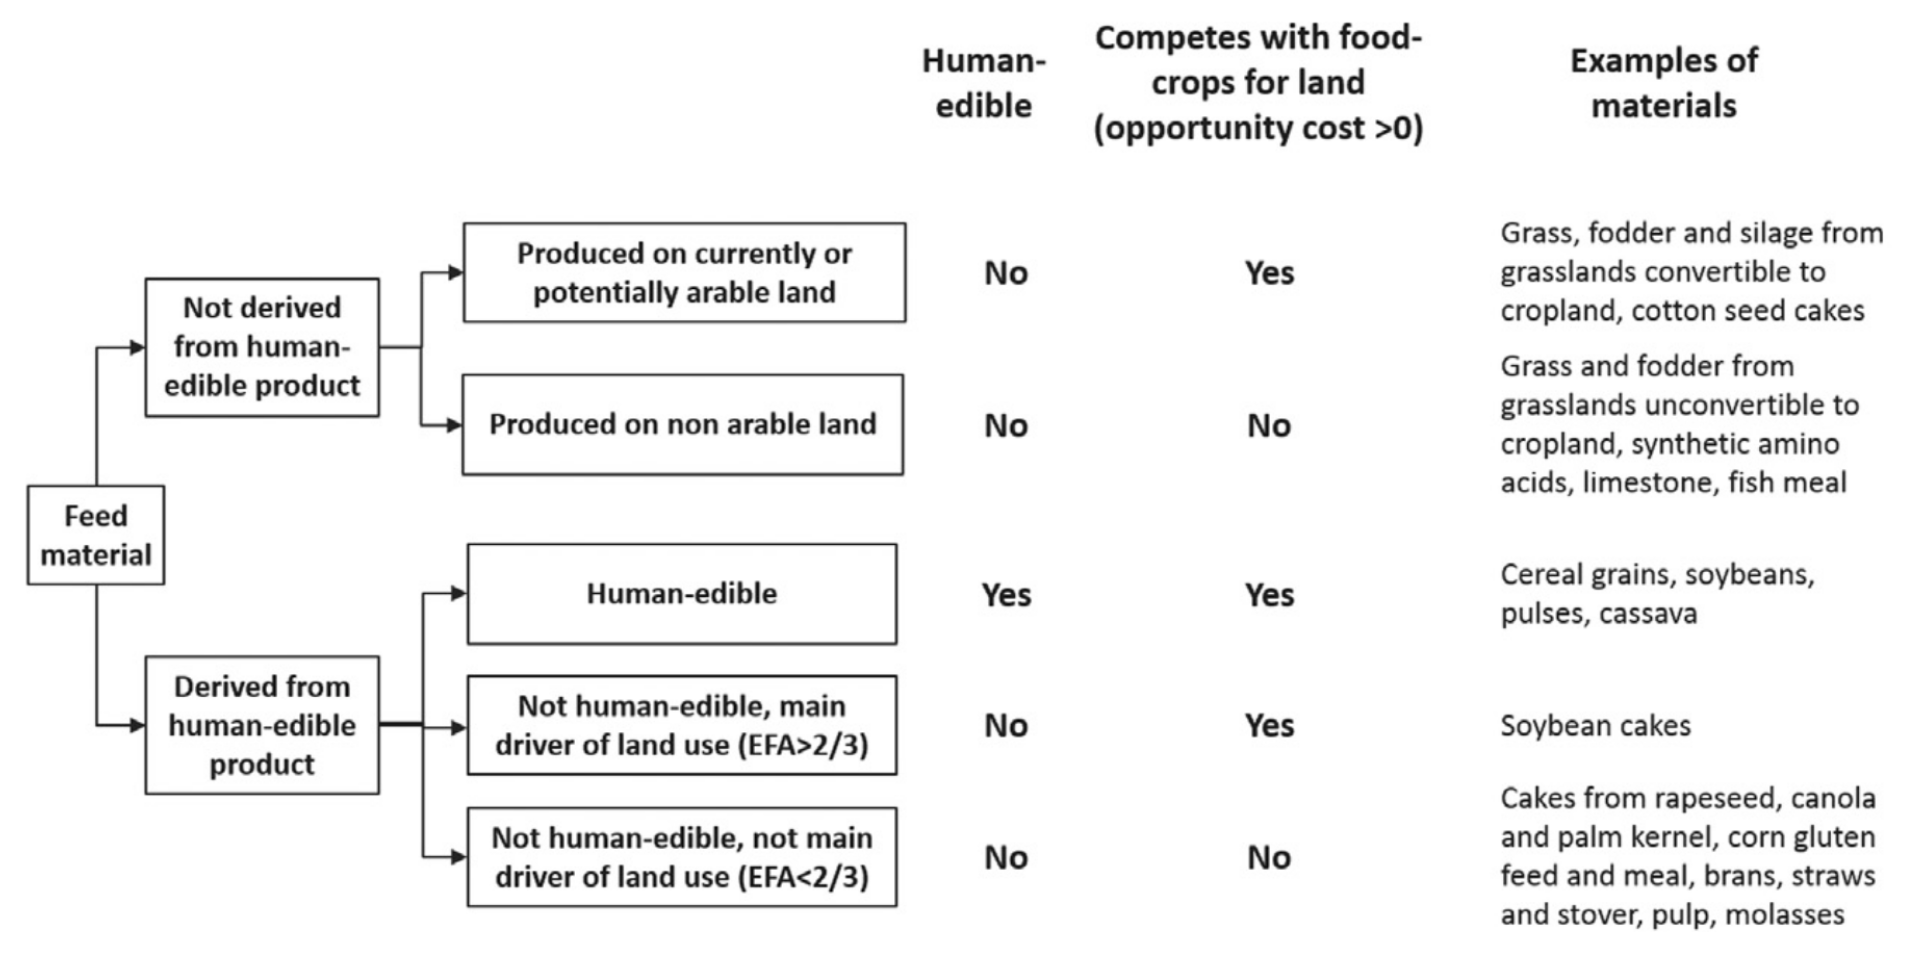 Human-
edible
Competes with food-
crops for land
(opportunity cost >0)
Examples of
materials
Feed
material
Not derived
from human-
edible product
Produced on currently or
potentially arable land
No
Yes
Grass, fodder and silage from
grasslands convertible to
cropland, cotton seed cakes
Produced on non arable land
No
No
Grass and fodder from
grasslands unconvertible to
cropland, synthetic amino
acids, limestone, fish meal
Derived from
human-edible
product
Human-edible
Yes
Yes
Cereal grains, soybeans,
pulses, cassava
Not human-edible, main
driver of land use (EFA>2/3)
No
Yes
Soybean cakes
Not human-edible, not main
driver of land use (EFA<2/3)
No
No
Cakes from rapeseed, canola
and palm kernel, corn gluten
feed and meal, brans, straws
and stover, pulp, molasses